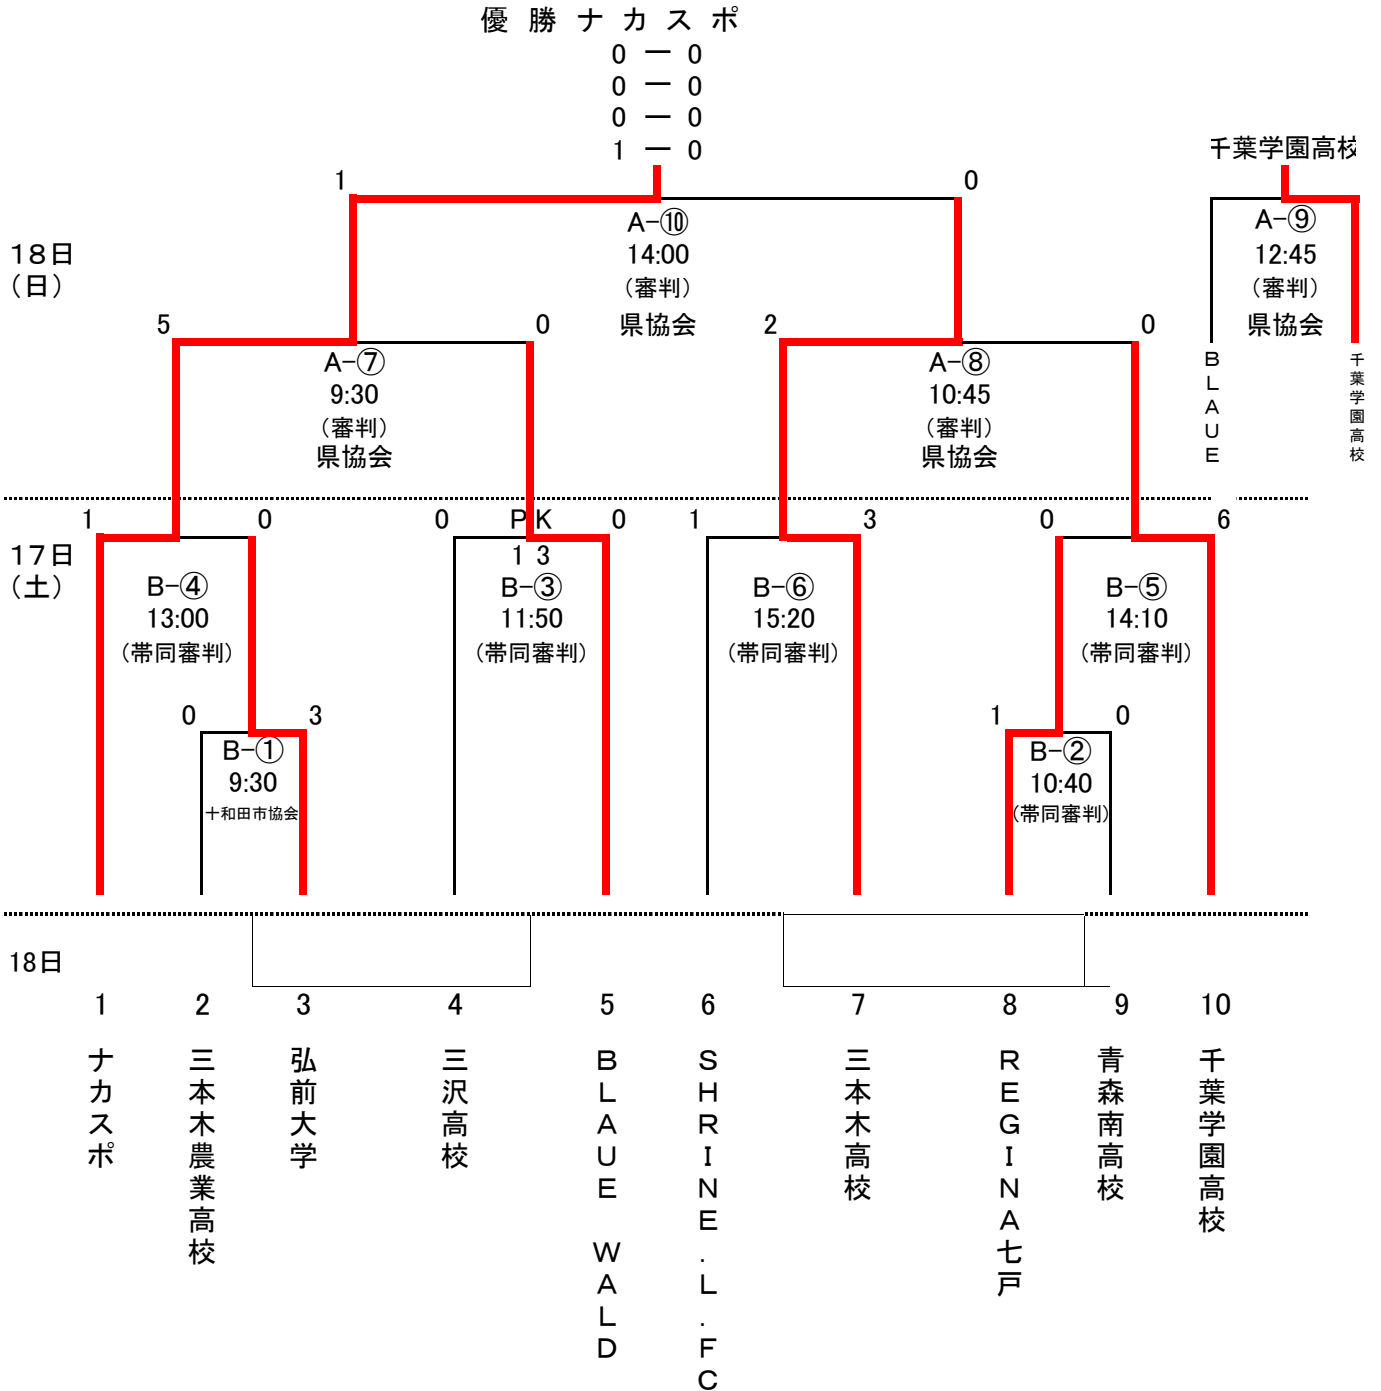 優勝ナカスポ
0 ー 0
0 ー 0
0 ー 0
1 ー 0
千葉学園高校
1
0
A-⑩
14:00
（審判）
県協会
A-⑨
12:45
（審判）
県協会
BLAUE
千葉学園高校
18日
（日）
5
0
2
0
A-⑦
9:30
（審判）
県協会
A-⑧
10:45
（審判）
県協会
17日
（土）
1
0
0
PK
0
1 3
1
3
0
6
B-④
13:00
（帯同審判）
B-③
11:50
（帯同審判）
B-⑥
15:20
（帯同審判）
B-⑤
14:10
（帯同審判）
0
3
B-①
9:30
十和田市協会
1
0
B-②
10:40
（帯同審判）
18日
1 2 3 4 5 6 7 8 9 10
ナカスポ
三本木農業高校
弘前大学
三沢高校
BLAUE WALD
SHRINE.L.FC
三本木高校
REGINA七戸
青森南高校
千葉学園高校